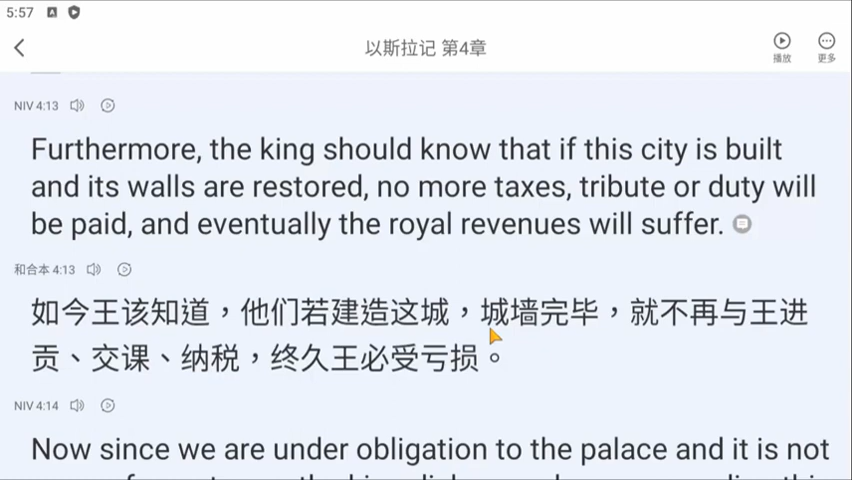 5:57
以斯拉记 第4章
播放
更多
NIV 4:13
Furthermore, the king should know that if this city is built
and its walls are restored, no more taxes, tribute or duty will
be paid, and eventually the royal revenues will suffer.
和合本 4:13
如今王该知道，他们若建造这城，城墙完毕，就不再与王进
贡、交课、纳税，终久王必受亏损。
NIV 4:14
Now since we are under obligation to the palace and it is not